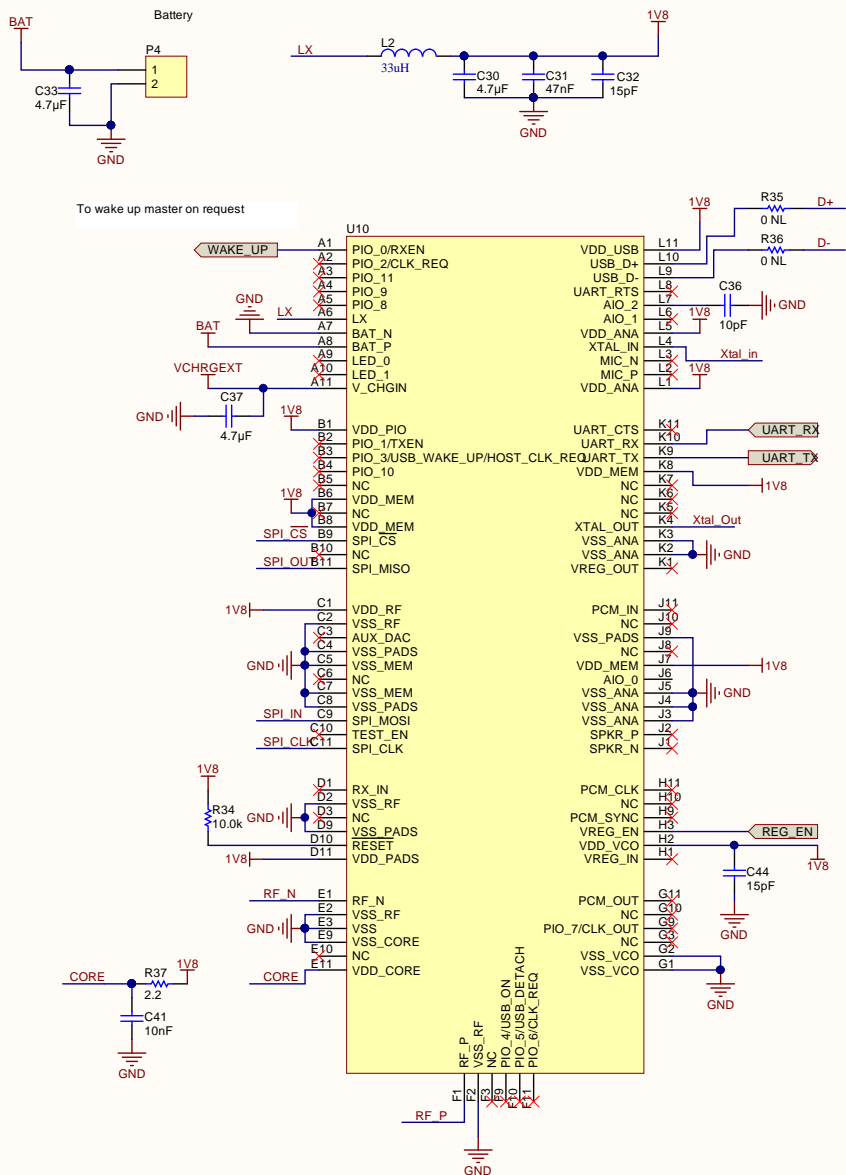 Battery
BAT
P4
1
2
C33
4.7µF
GND
LX
L2
33uH
1V8
C30
4.7µF
C31
47nF
C32
15pF
GND
To wake up master on request
U10
WAKE_UP
A1 PIO_0/RXEN
A2 PIO_2/CLK_REQ
A3 PIO_11
A4 PIO_9
A5 PIO_8
GND
LX
A6 LX
A7 BAT_N
BAT
A8 BAT_P
A9 LED_0
A10 LED_1
VCHRGEXT
A11 V_CHGIN
C37
4.7µF
GND
1V8
B1 VDD_PIO
B2 PIO_1/TXEN
B3 PIO_3/USB_WAKE_UP/HOST_CLK_REQ
B4 PIO_10
B5 NC
1V8
B6 VDD_MEM
B7 NC
B8 VDD_MEM
SPI_CS
B9 SPI_CS
B10 NC
SPI_OUT
B11 SPI_MISO
1V8
C1 VDD_RF
C2 VSS_RF
C3 AUX_DAC
C4 VSS_PADS
GND
C5 VSS_MEM
C6 NC
C7 VSS_MEM
C8 VSS_PADS
SPI_IN
C9 SPI_MOSI
C10 TEST_EN
SPI_CLK
C11 SPI_CLK
1V8
R34
10.0k
D1 RX_IN
D2 VSS_RF
GND
D3 NC
D9 VSS_PADS
D10 RESET
1V8
D11 VDD_PADS
RF_N
E1 RF_N
E2 VSS_RF
GND
E3 VSS
E9 VSS_CORE
E10 NC
CORE
E11 VDD_CORE
CORE
R37
2.2
1V8
C41
10nF
GND
RF_P
F1 RF_P
F2 VSS_RF
F3 NC
F9 PIO_4/USB_ON
F10 PIO_5/USB_DETACH
F11 PIO_6/CLK_REQ
GND
1V8
R35
0 NL
D+
R36
0 NL
D-
VDD_USB L11
USB_D+ L10
USB_D- L9
UART_RTS L8
AIO_2 L7
C36
10pF
GND
AIO_1 L6
VDD_ANA L5
1V8
XTAL_IN L4
Xtal_in
MIC_N L3
MIC_P L2
VDD_ANA L1
1V8
UART_CTS K11
UART_RX K10
UART_RX
UART_TX K9
UART_TX
VDD_MEM K8
1V8
NC K7
NC K6
NC K5
XTAL_OUT K4
Xtal_Out
VSS_ANA K3
VSS_ANA K2
GND
VREG_OUT K1
PCM_IN J11
NC J10
VSS_PADS J9
NC J8
VDD_MEM J7
1V8
AIO_0 J6
VSS_ANA J5
GND
VSS_ANA J4
VSS_ANA J3
SPKR_P J2
SPKR_N J1
PCM_CLK H11
NC H10
PCM_SYNC H9
VREG_EN H3
REG_EN
VDD_VCO H2
VREG_IN H1
1V8
C44
15pF
GND
PCM_OUT G11
NC G10
PIO_7/CLK_OUT G9
NC G3
VSS_VCO G2
VSS_VCO G1
GND